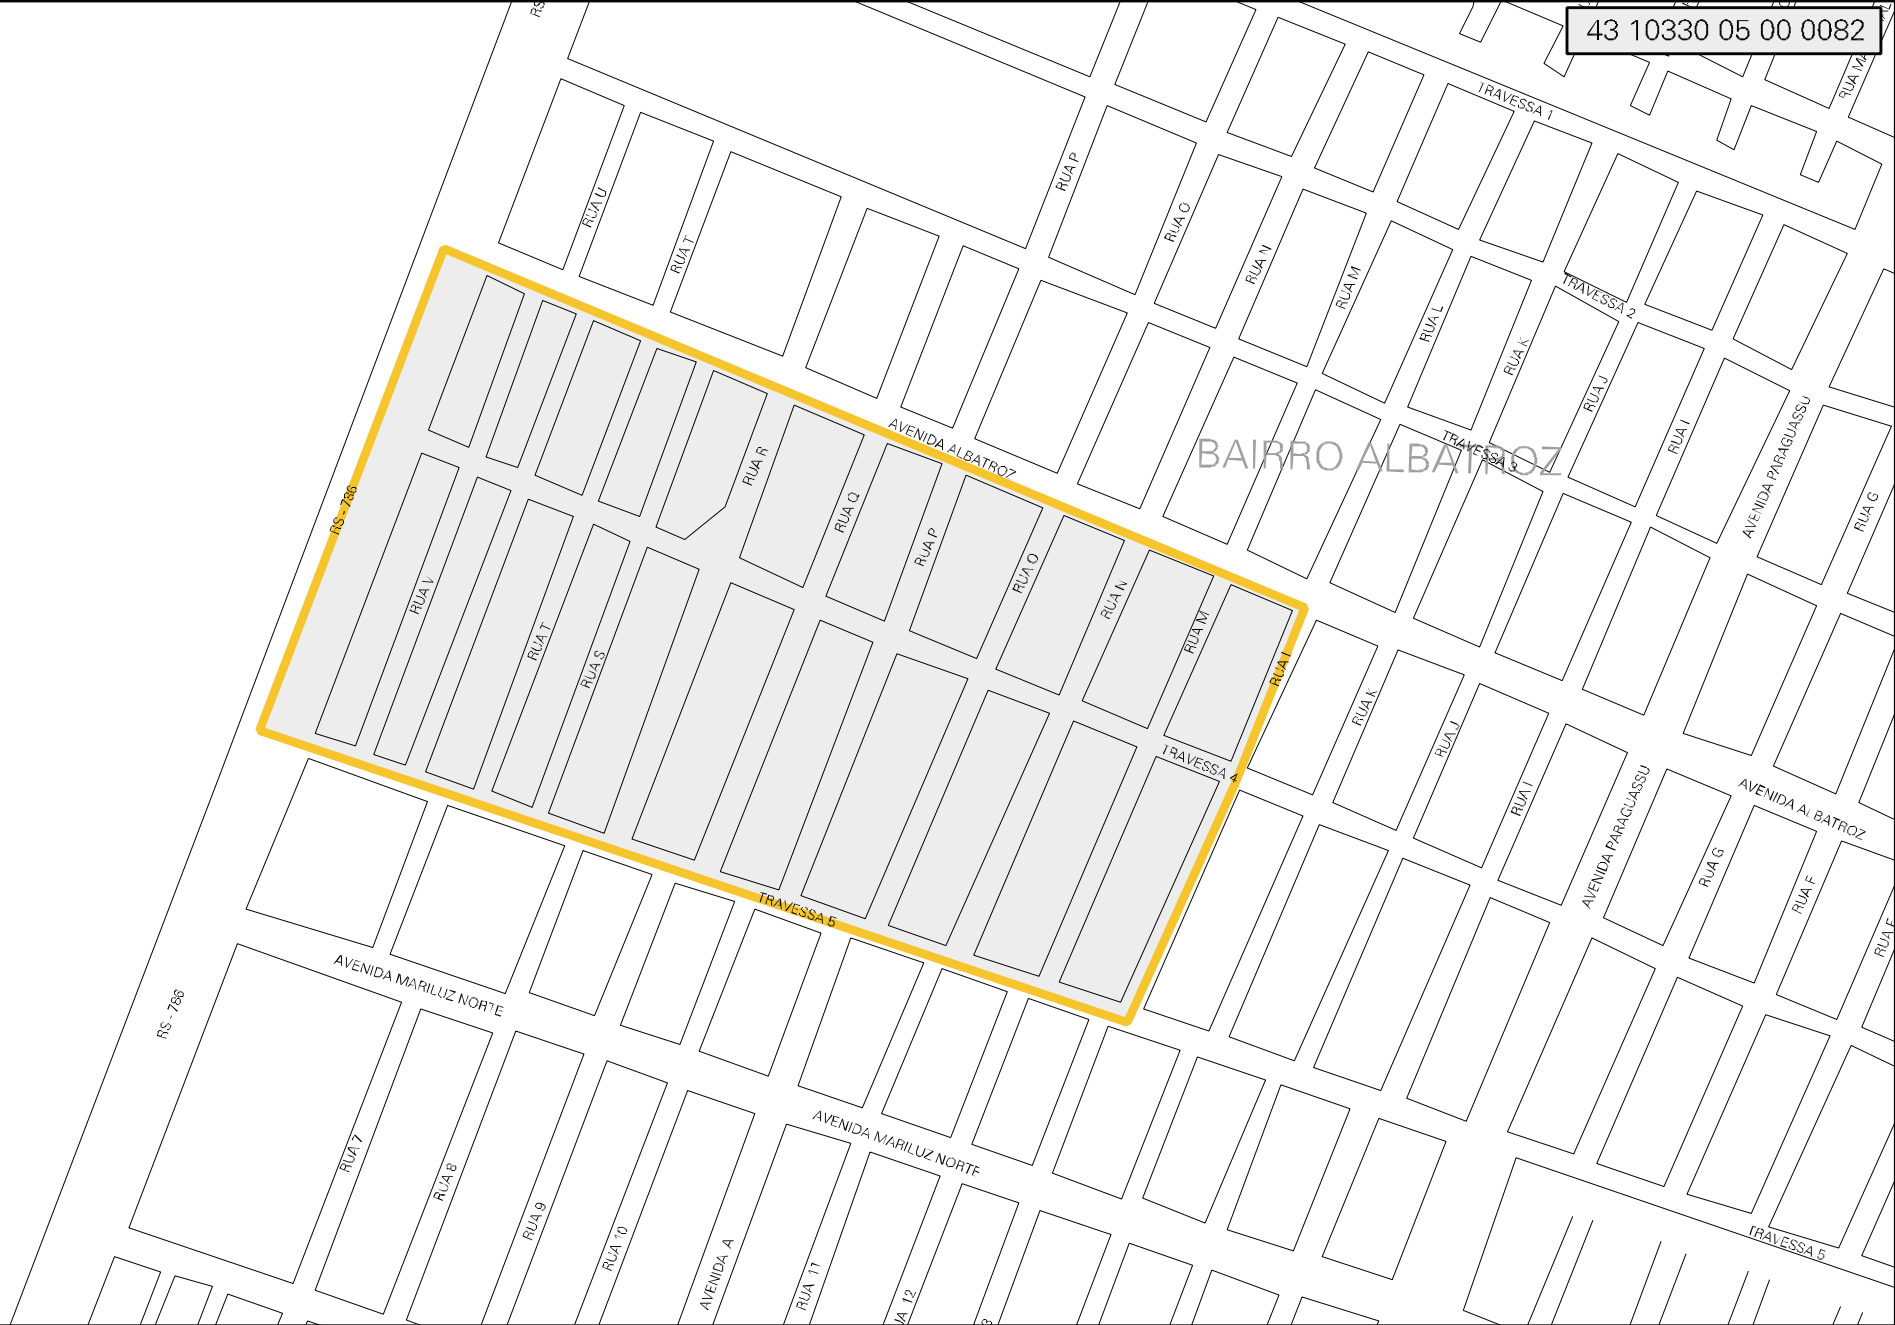 43 10330 05 00 0082
TRAVESSA 1
RUA P
RUA U
RUA O
RUA T
RUA N
RUA M
TRAVESSA 2
RUA L
RUA K
RUA J
RUA I
AVENIDA PARAGUASSU
RUA G
AVENIDA ALBATROZ
BAIRRO ALBATROZ
TRAVESSA 3
RS - 786
RUA R
RUA Q
RUA P
RUA O
RUA N
RUA M
RUA V
RUA T
RUA S
RUA K
RUA J
RUA I
TRAVESSA 4
AVENIDA PARAGUASSU
AVENIDA ALBATROZ
RUA G
RUA F
TRAVESSA 5
AVENIDA MARILUZ NORTE
RS - 786
AVENIDA MARILUZ NORTE
RUA 7
RUA 8
RUA 9
RUA 10
AVENIDA A
RUA 11
TRAVESSA 5